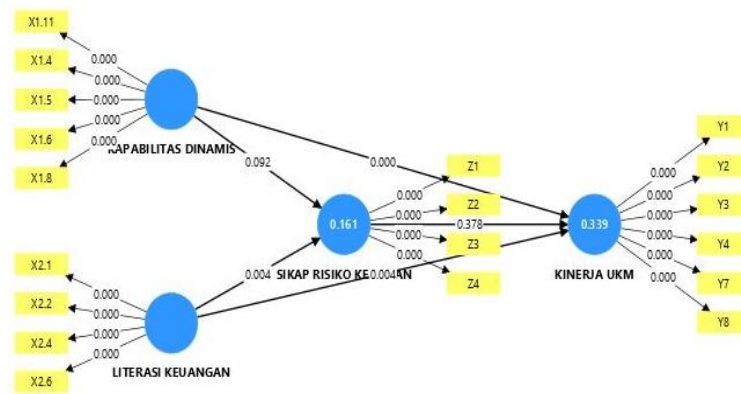 X1.11
X1.4
X1.5
X1.6
X1.8
0.000
0.000
0.000
0.000
0.000
KAPABILITAS DINAMIS
0.092
0.000
X2.1
X2.2
X2.4
X2.6
0.000
0.000
0.000
0.000
LITERASI KEUANGAN
0.004
0.004
0.161
SIKAP RISIKO
0.000
0.000
0.000
0.000
Z1
Z2
Z3
Z4
0.378
0.339
KINERJA UKM
0.000
0.000
0.000
0.000
0.000
0.000
Y1
Y2
Y3
Y4
Y7
Y8